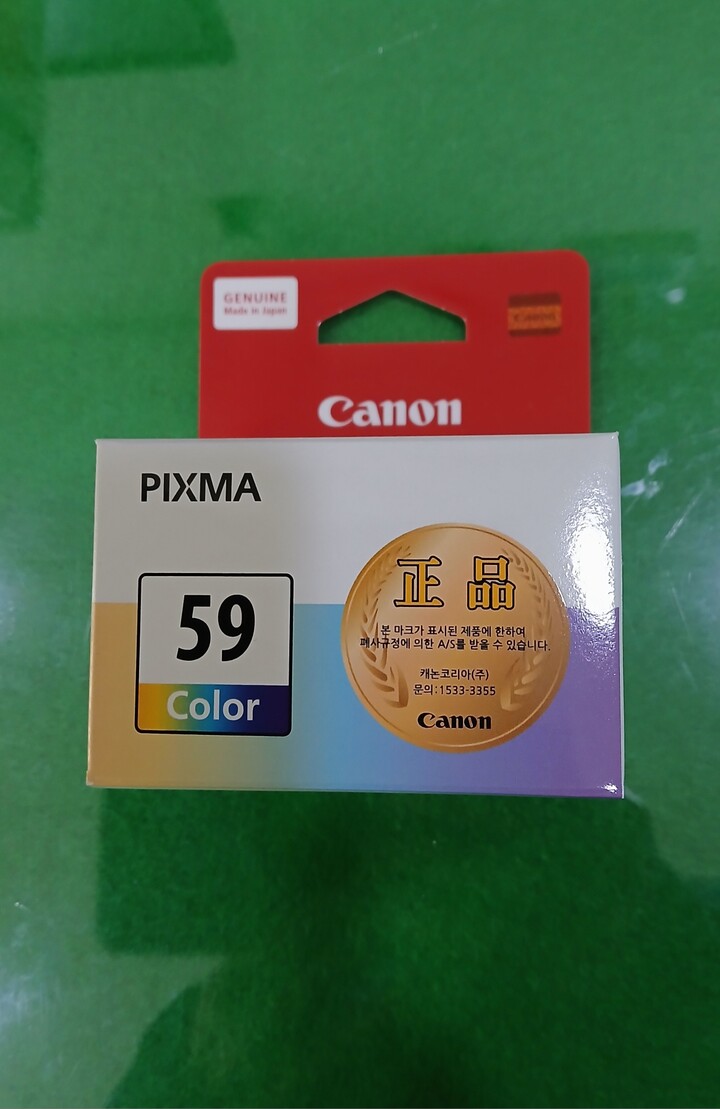 GENUINE
Made in Japan
Canon
PIXMA
59
Color
正品
본 마크가 표시된 제품에 한하여
폐사규정에 의한 A/S를 받을 수 있습니다.
캐논코리아(주)
문의:1533-3355
Canon